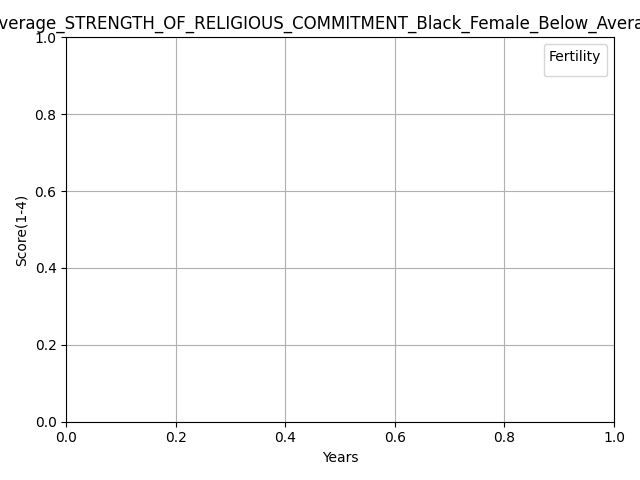 verage_STRENGTH_OF_RELIGIOUS_COMMITMENT_Black_Female_Below_Avera
Fertility
1.0
0.8
0.6
0.4
0.2
0.0
Score(1-4)
0.0 0.2 0.4 0.6 0.8 1.0
Years